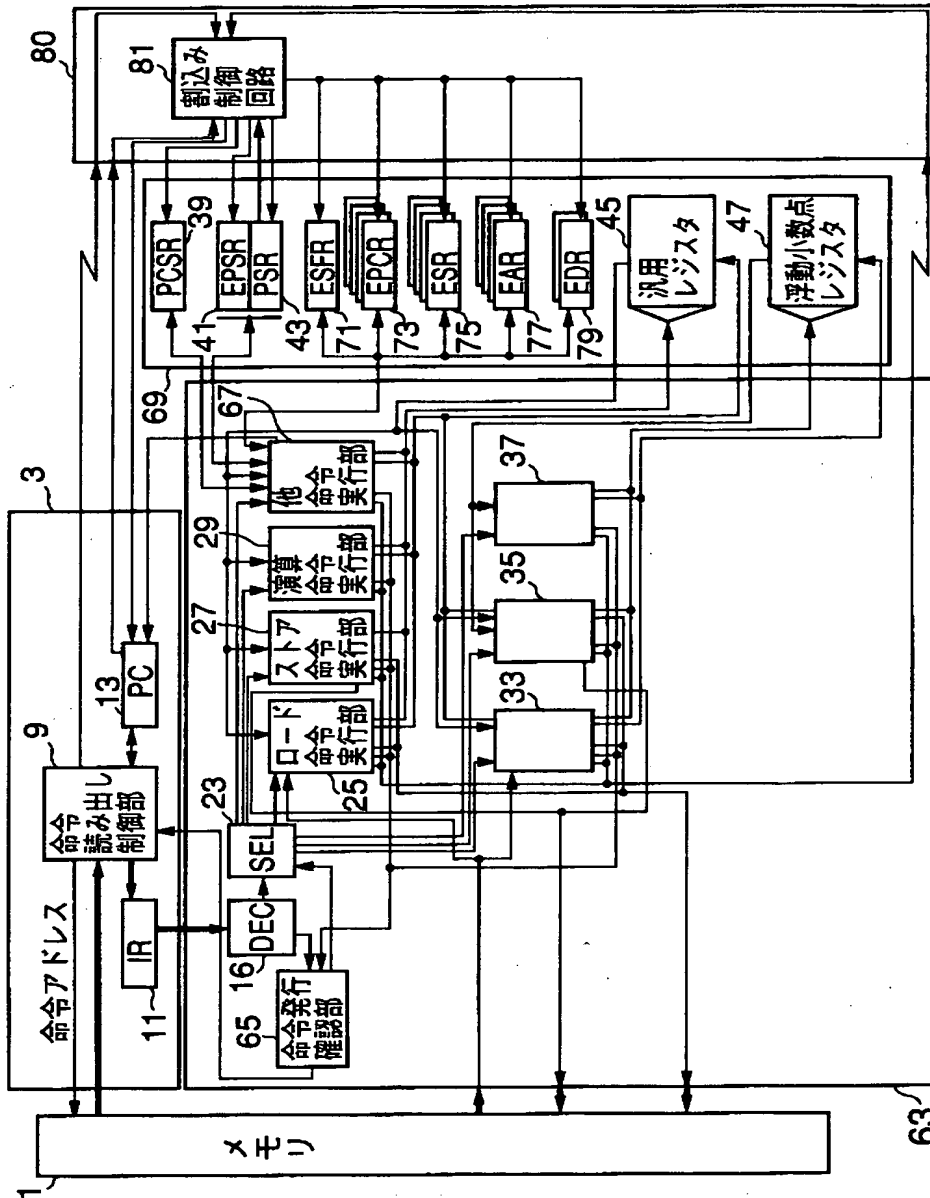 1
メモリ
3
命令アドレス
9
命令
読み出し
制御部
13
PC
IR
11
80
81
割込み
制御
回路
69
PCSR
39
41
EPSR
PSR
43
ESFR
71
EPCR
73
ESR
75
EAR
77
EDR
79
45
汎用
レジスタ
47
浮動小数点
レジスタ
65
命令発行
確認部
16
DEC
23
SEL
25
ロード
命令
実行部
27
ストア
命令
実行部
29
演算
命令
実行部
67
他
命令
実行部
33
35
37
63